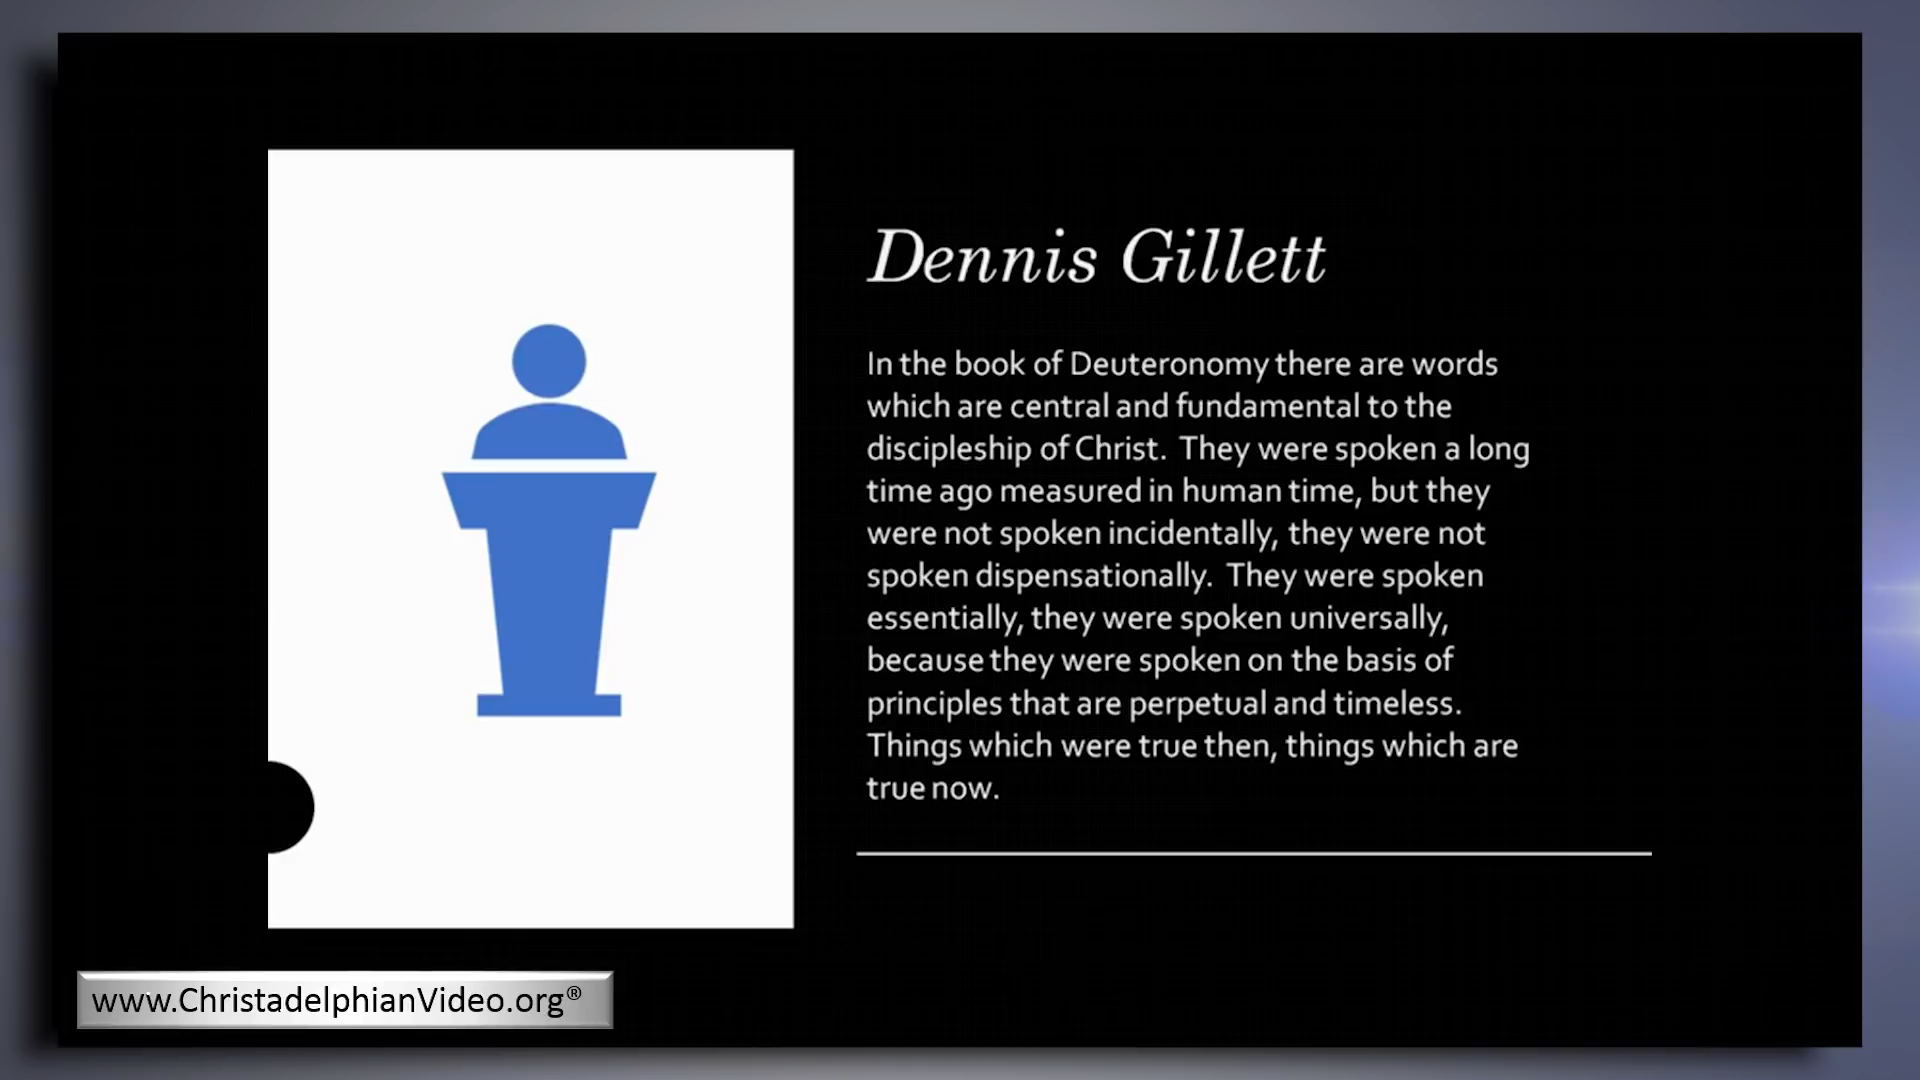 Dennis Gillett
In the book of Deuteronomy there are words
which are central and fundamental to the
discipleship of Christ.  They were spoken a long
time ago measured in human time, but they
were not spoken incidentally, they were not
spoken dispensationally.  They were spoken
essentially, they were spoken universally,
because they were spoken on the basis of
principles that are perpetual and timeless.
Things which were true then, things which are
true now.
www.ChristadelphianVideo.org®